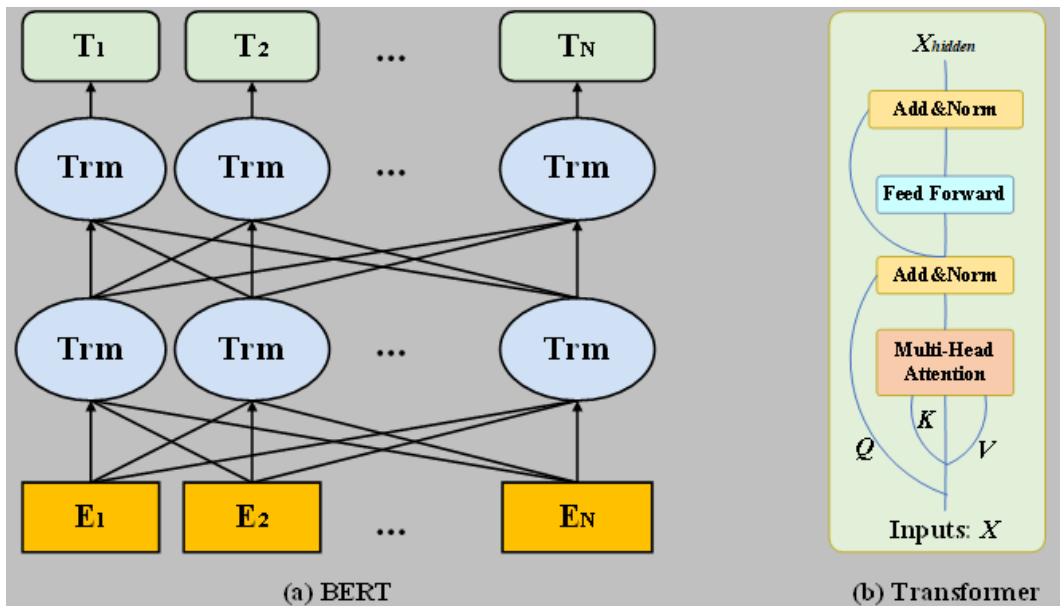 T1 T2 ... TN
Trm Trm ... Trm
Trm Trm ... Trm
E1 E2 ... EN
(a) BERT
Xhidden
Add&Norm
Feed Forward
Add&Norm
Multi-Head
Attention
K
Q
V
Inputs: X
(b) Transformer